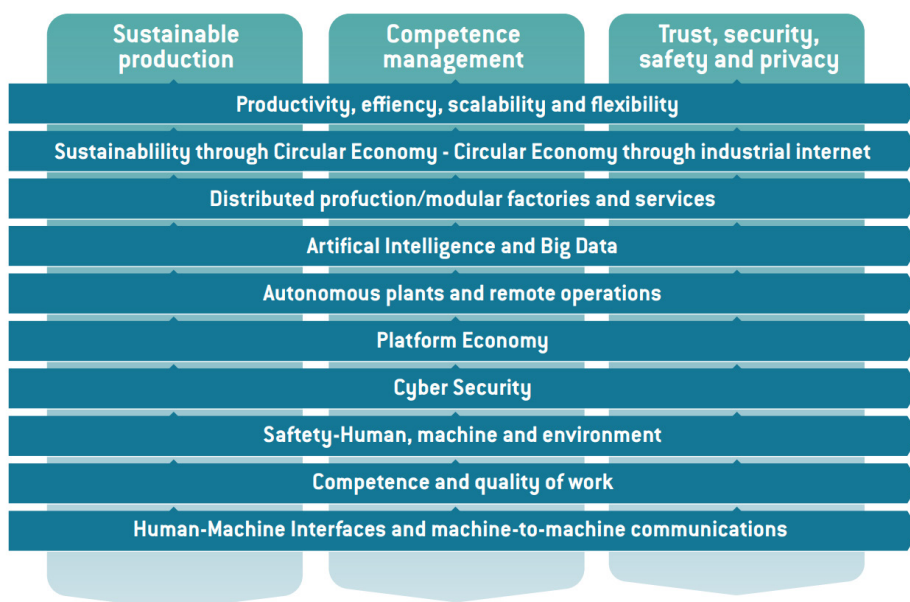 Sustainable
production
Competence
management
Trust, security,
safety and privacy
Productivity, effiency, scalability and flexibility
Sustainablility through Circular Economy - Circular Economy through industrial internet
Distributed profuction/modular factories and services
Artifical Intelligence and Big Data
Autonomous plants and remote operations
Platform Economy
Cyber Security
Saftety-Human, machine and environment
Competence and quality of work
Human-Machine Interfaces and machine-to-machine communications